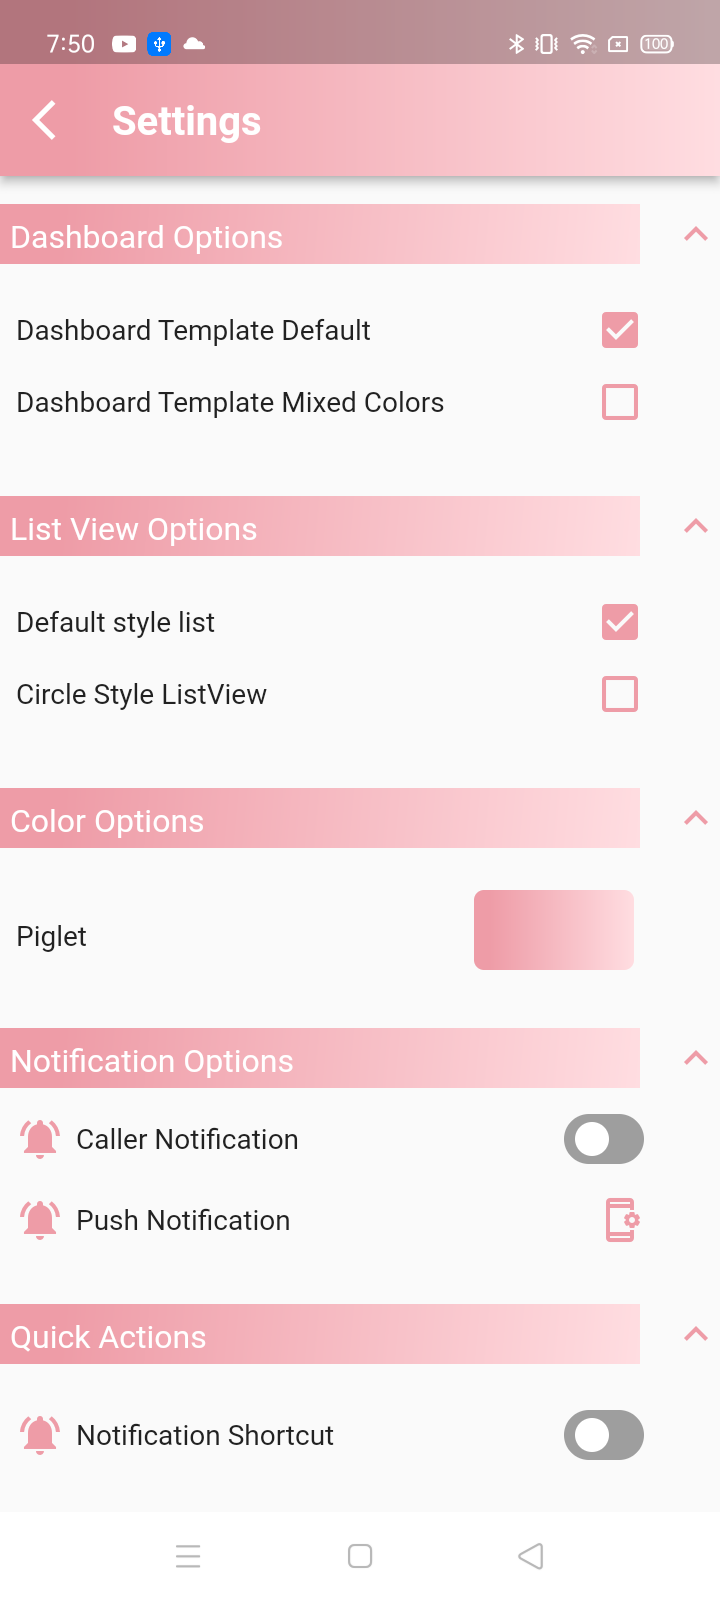 7:50
100
Settings
Dashboard Options
Dashboard Template Default
Dashboard Template Mixed Colors
List View Options
Default style list
Circle Style ListView
Color Options
Piglet
Notification Options
Caller Notification
Push Notification
Quick Actions
Notification Shortcut